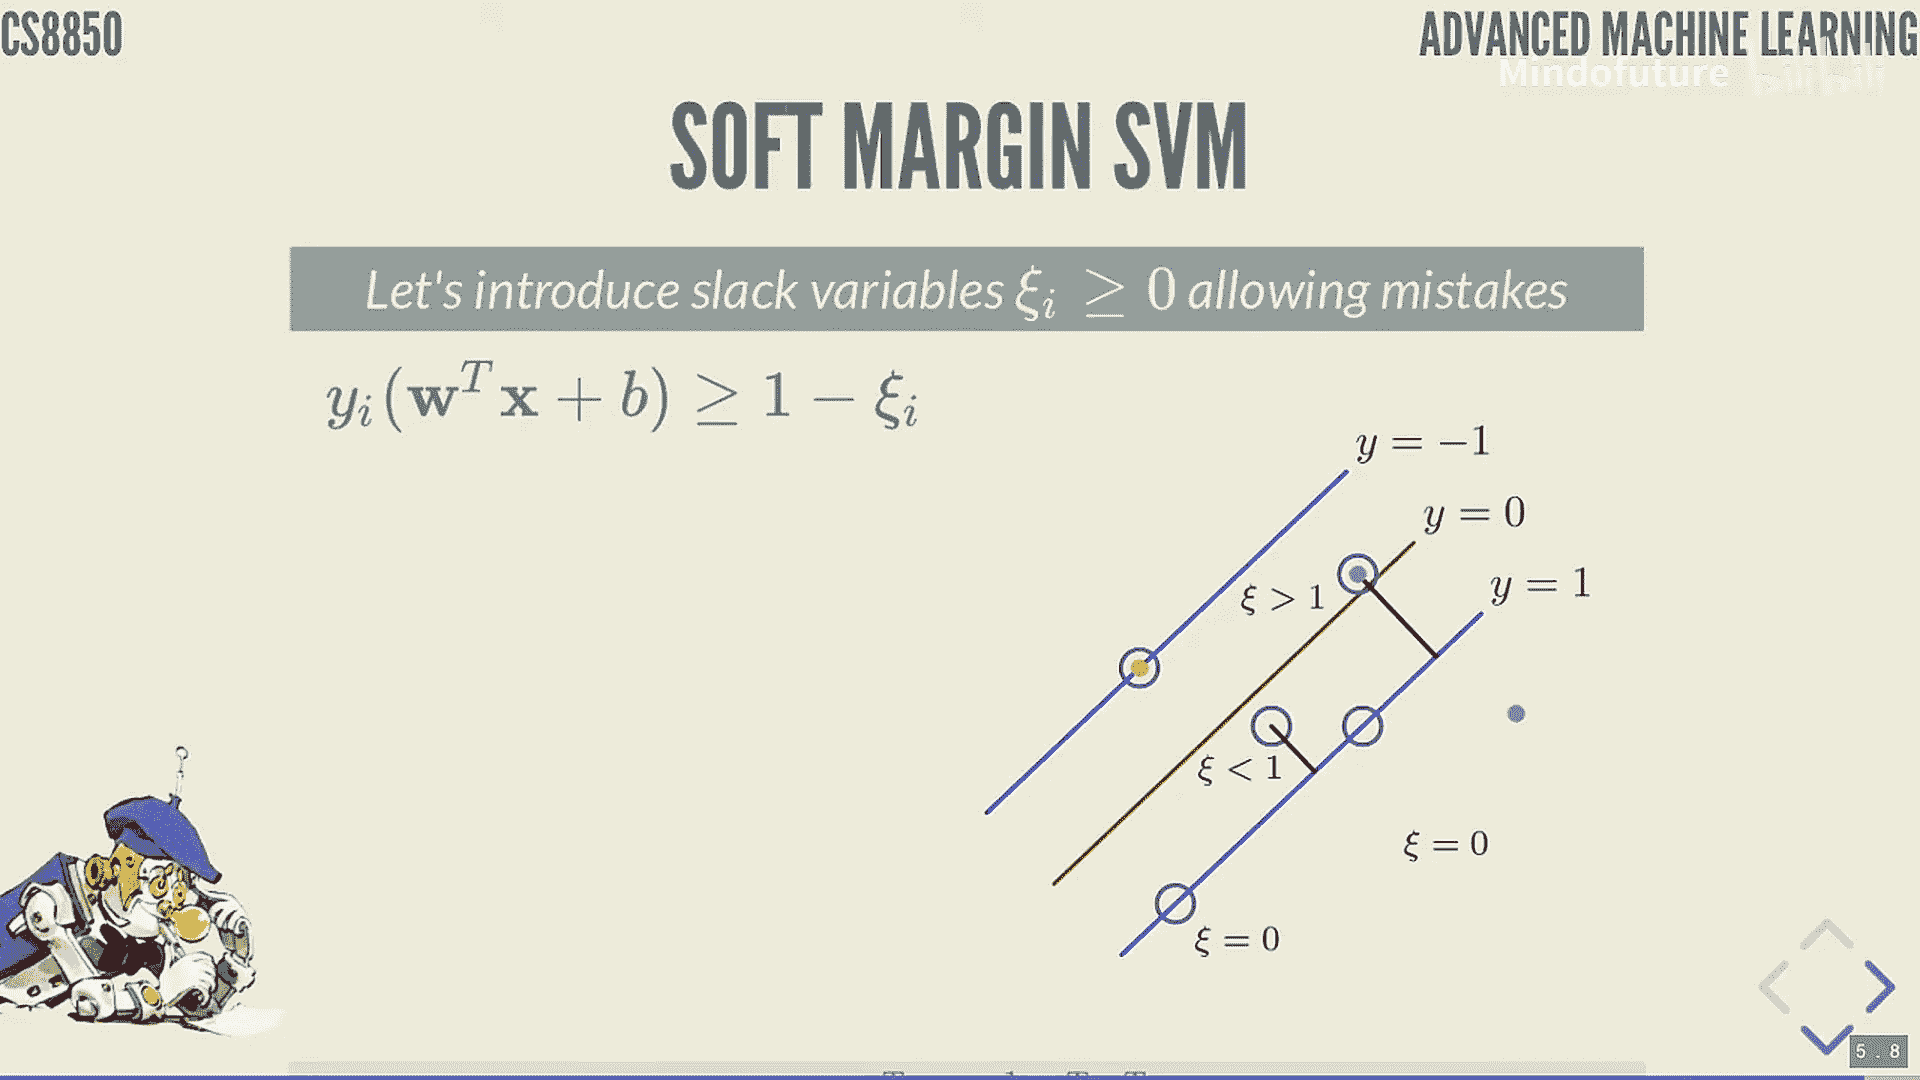 CS8850
ADVANCED MACHINE LEARNING
Mindofuture
SOFT MARGIN SVM
Let's introduce slack variables ξᵢ ≥ 0 allowing mistakes
yᵢ(𝐰ᵀ𝐱 + b) ≥ 1 − ξᵢ
y = −1
y = 0
y = 1
ξ > 1
ξ < 1
ξ = 0
ξ = 0
5.8